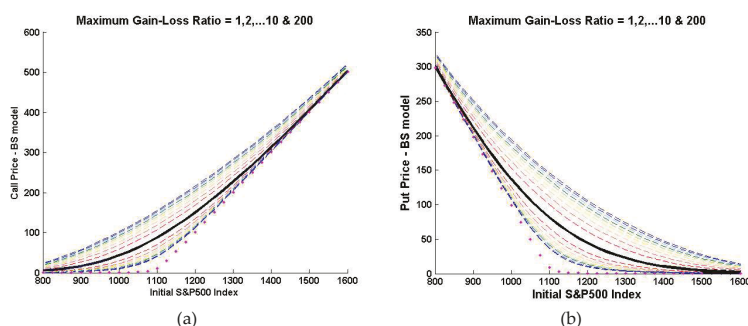 Maximum Gain-Loss Ratio = 1,2,...10 & 200
Call Price - BS model
600
500
400
300
200
100
0
800 900 1000 1100 1200 1300 1400 1500 1600
Initial S&P500 Index
(a)
Maximum Gain-Loss Ratio = 1,2,...10 & 200
Put Price - BS model
350
300
250
200
150
100
50
0
800 900 1000 1100 1200 1300 1400 1500 1600
Initial S&P500 Index
(b)